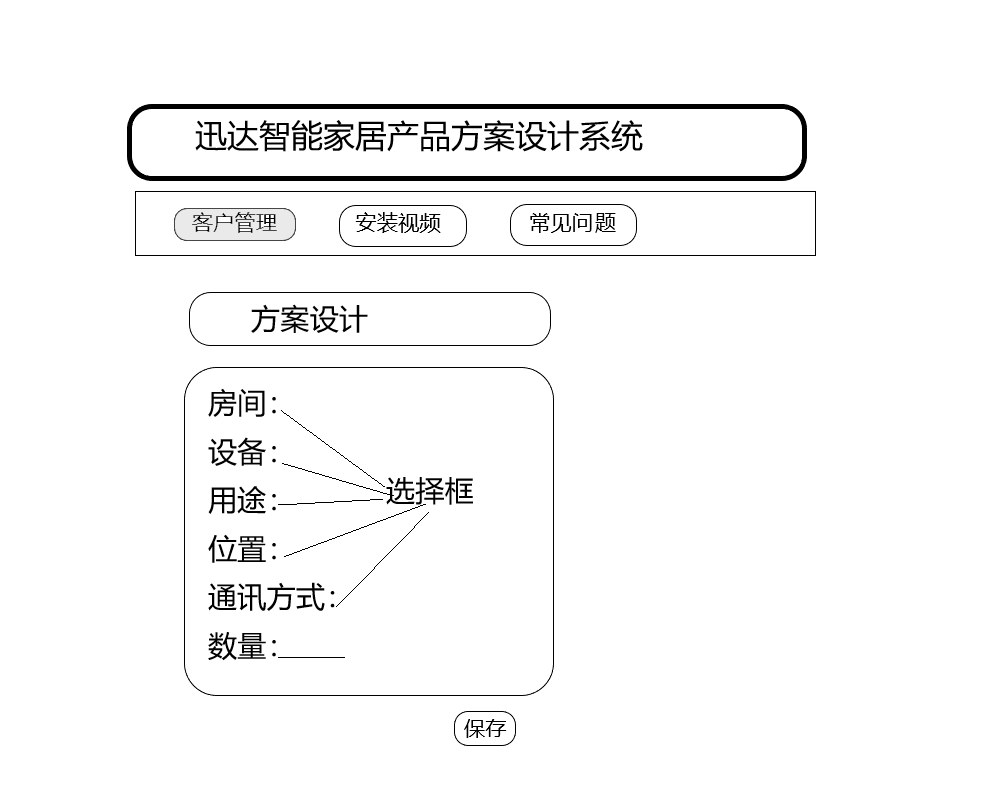 迅达智能家居产品方案设计系统
客户管理 安装视频 常见问题
方案设计
房间：
设备：
选择框
用途：
位置：
通讯方式：
数量：_____
保存